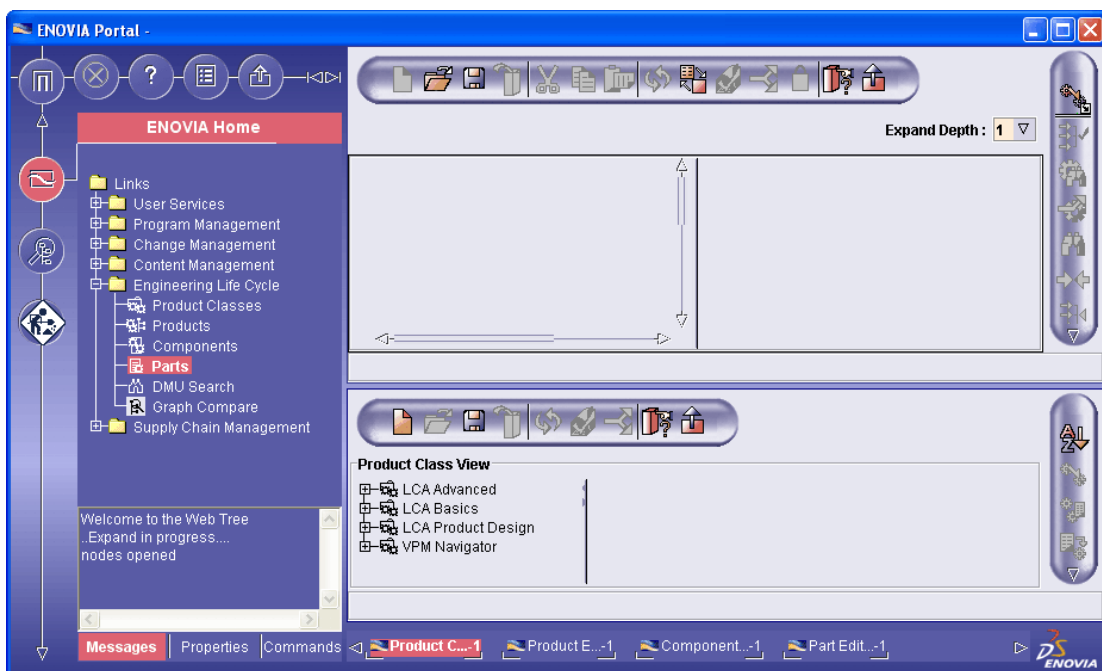 ENOVIA Portal -
ENOVIA Home
Links
User Services
Program Management
Change Management
Content Management
Engineering Life Cycle
Product Classes
Products
Components
Parts
DMU Search
Graph Compare
Supply Chain Management
Welcome to the Web Tree
..Expand in progress....
nodes opened
Messages Properties Commands
Expand Depth : 1
Product Class View
LCA Advanced
LCA Basics
LCA Product Design
VPM Navigator
Product C...-1 Product E...-1 Component...-1 Part Edit...-1
ENOVIA